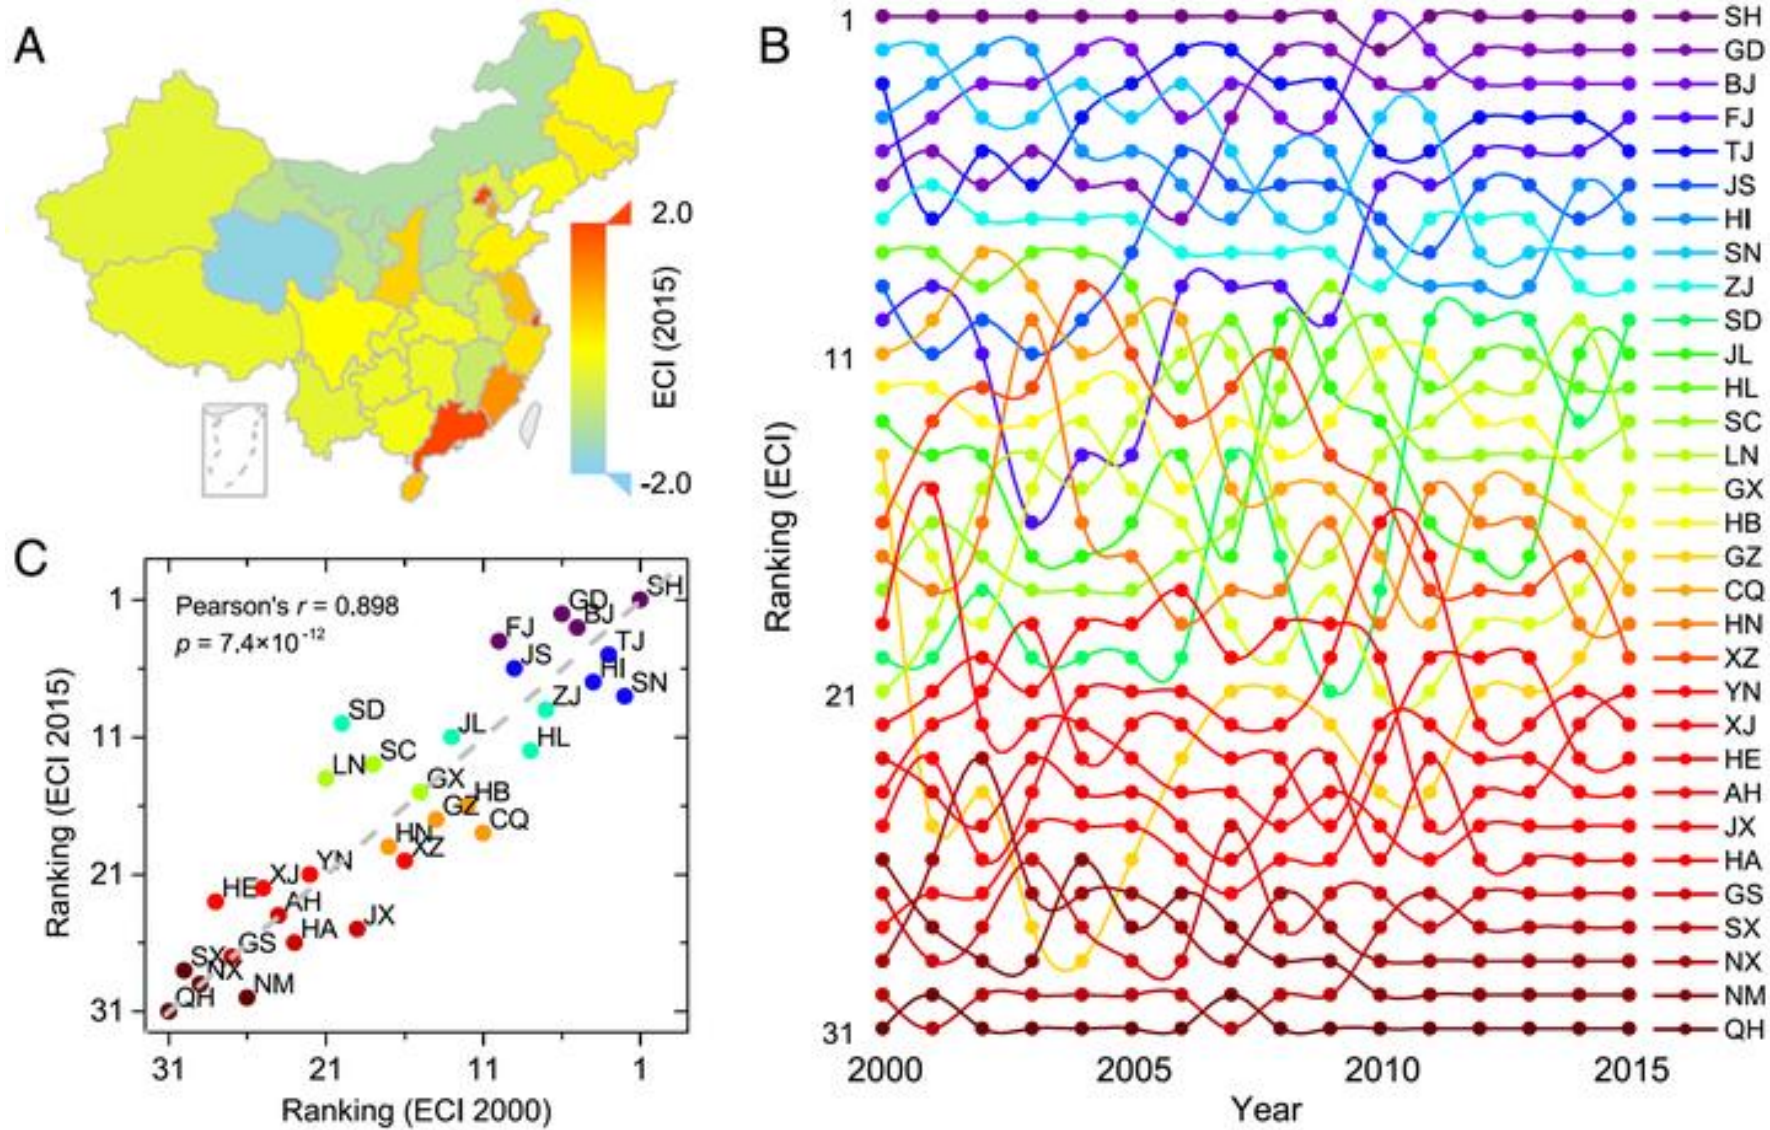 A
2.0
ECI (2015)
-2.0
B
Ranking (ECI)
1
11
21
31
2000
2005
2010
2015
Year
SH
GD
BJ
FJ
TJ
JS
HI
SN
ZJ
SD
JL
HL
SC
LN
GX
HB
GZ
CQ
HN
XZ
YN
XJ
HE
AH
JX
HA
GS
SX
NX
NM
QH
C
Pearson's r = 0.898
p = 7.4×10-12
Ranking (ECI 2015)
1
11
21
31
SH
GD
BJ
FJ
TJ
JS
HI
SN
ZJ
SD
JL
HL
SC
LN
GX
HB
GZ
CQ
HN
XZ
YN
XJ
HE
AH
JX
HA
GS
SX
NX
NM
QH
31
21
11
1
Ranking (ECI 2000)